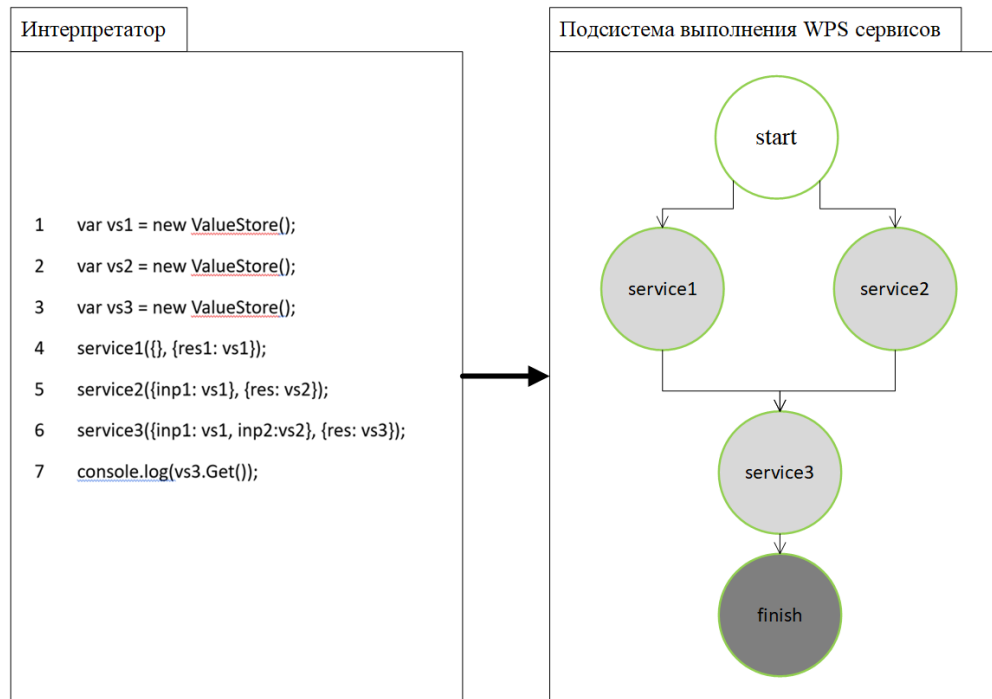 Интерпретатор
1 var vs1 = new ValueStore();
2 var vs2 = new ValueStore();
3 var vs3 = new ValueStore();
4 service1({}, {res1: vs1});
5 service2({inp1: vs1}, {res: vs2});
6 service3({inp1: vs1, inp2:vs2}, {res: vs3});
7 console.log(vs3.Get());
Подсистема выполнения WPS сервисов
start
service1
service2
service3
finish